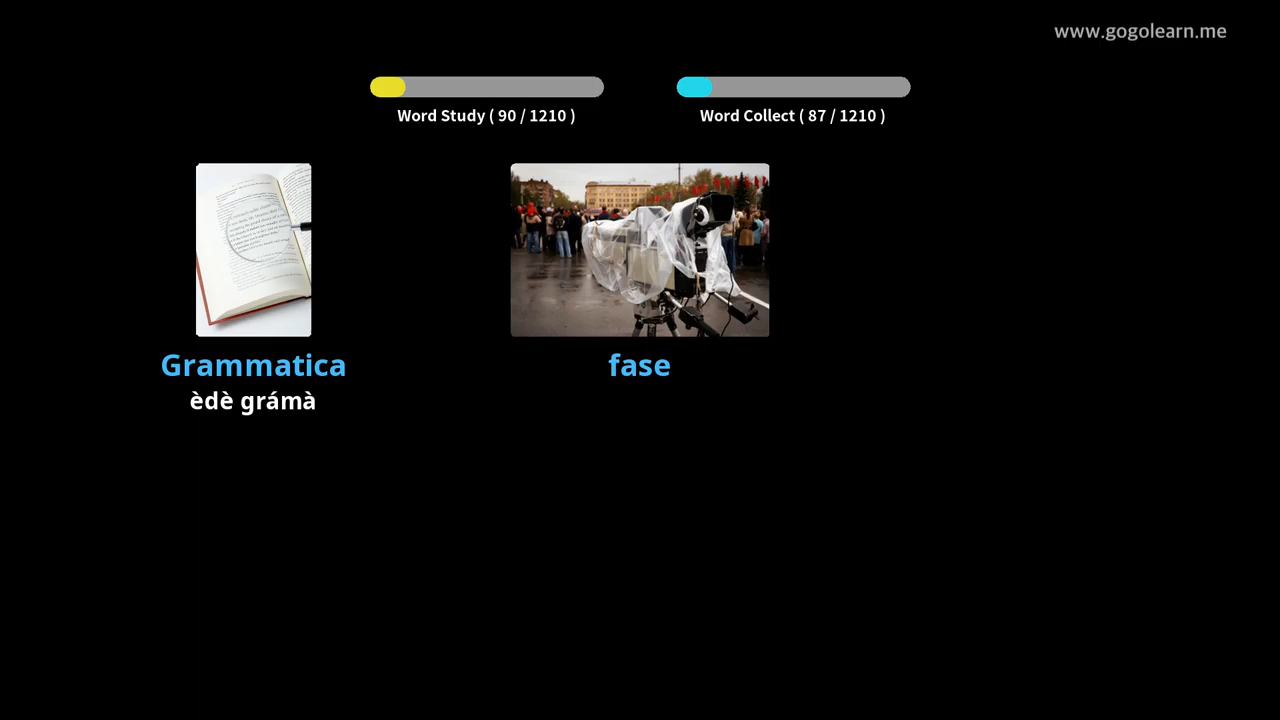 www.gogolearn.me
Word Study ( 90 / 1210 )
Word Collect ( 87 / 1210 )
Grammatica
fase
èdè grámà